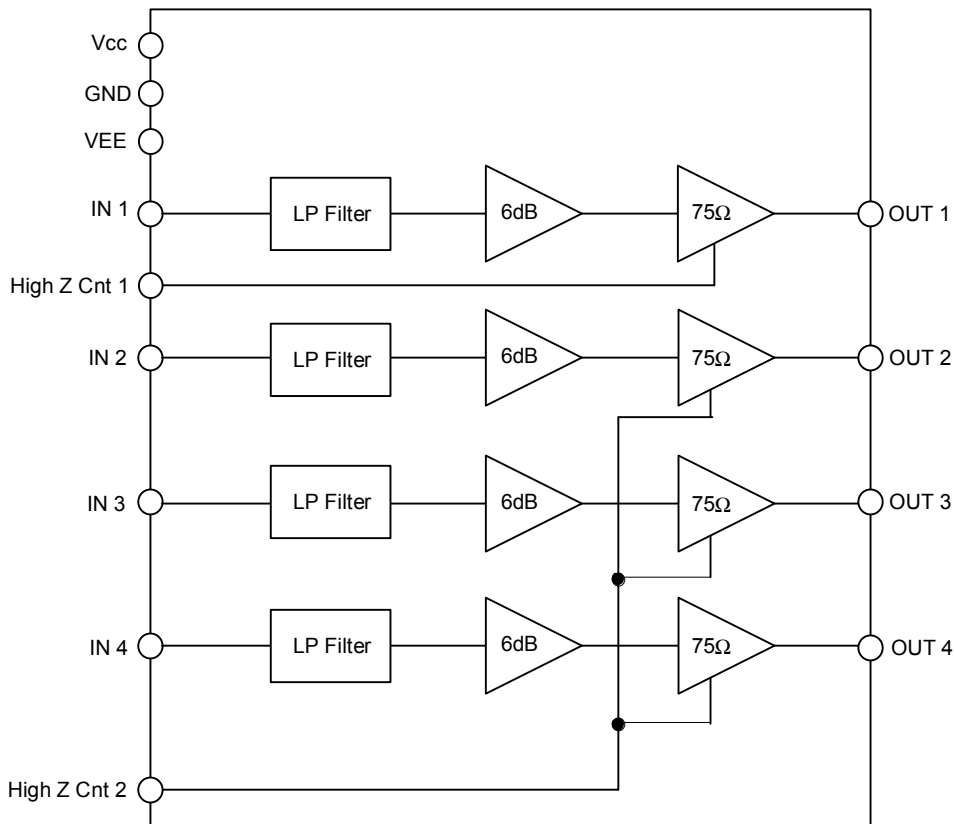 Vcc
GND
VEE
IN 1
LP Filter
6dB
75Ω
OUT 1
High Z Cnt 1
IN 2
LP Filter
6dB
75Ω
OUT 2
IN 3
LP Filter
6dB
75Ω
OUT 3
IN 4
LP Filter
6dB
75Ω
OUT 4
High Z Cnt 2